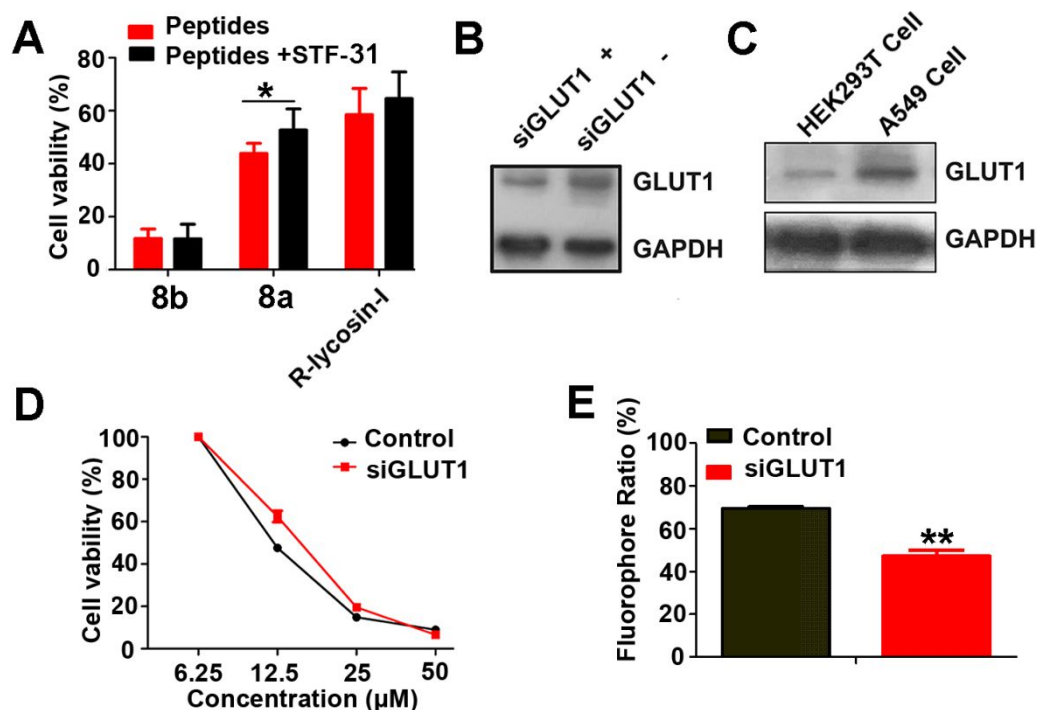 A
Peptides
Peptides +STF-31
Cell vability (%)
80
60
40
20
0
*
8b
8a
R-lycosin-I
B
siGLUT1 +
siGLUT1 -
GLUT1
GAPDH
C
HEK293T Cell
A549 Cell
GLUT1
GAPDH
D
Control
siGLUT1
Cell vability (%)
100
80
60
40
20
0
6.25 12.5 25 50
Concentration (µM)
E
Control
siGLUT1
Fluorophore Ratio (%)
100
80
60
40
20
0
**